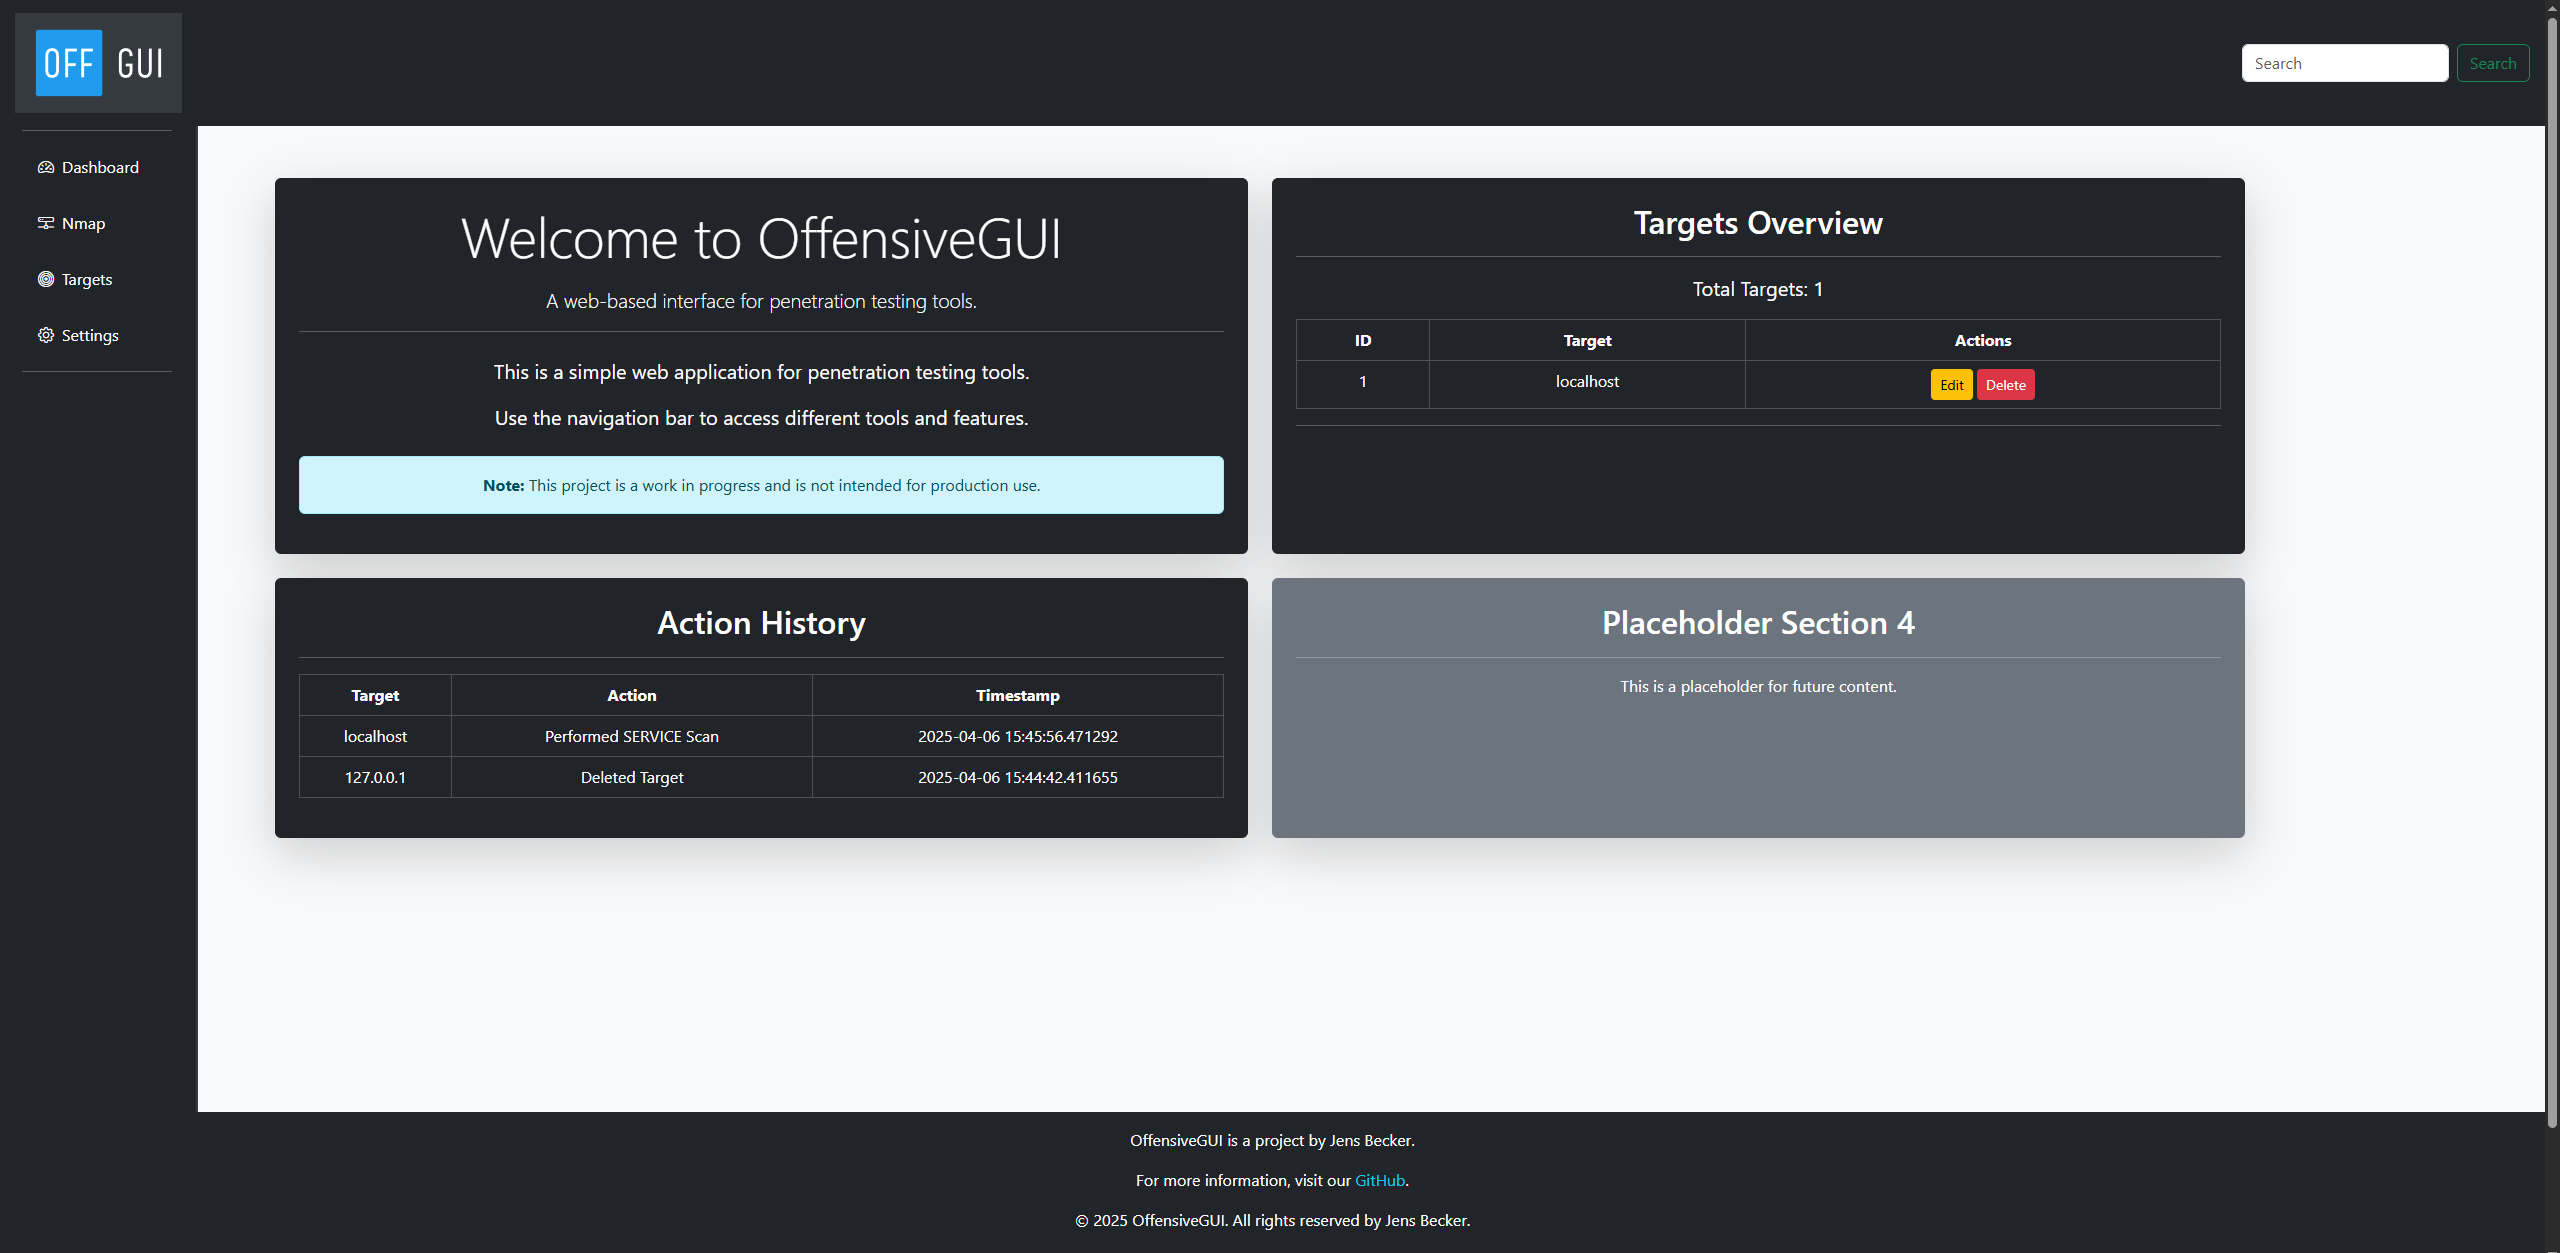 OFF GUI
Search Search
Dashboard
Nmap
Targets
Settings
Welcome to OffensiveGUI
A web-based interface for penetration testing tools.
This is a simple web application for penetration testing tools.
Use the navigation bar to access different tools and features.
Note: This project is a work in progress and is not intended for production use.
Targets Overview
Total Targets: 1
ID Target Actions
1 localhost Edit Delete
Action History
Target Action Timestamp
localhost Performed SERVICE Scan 2025-04-06 15:45:56.471292
127.0.0.1 Deleted Target 2025-04-06 15:44:42.411655
Placeholder Section 4
This is a placeholder for future content.
OffensiveGUI is a project by Jens Becker.
For more information, visit our GitHub.
© 2025 OffensiveGUI. All rights reserved by Jens Becker.